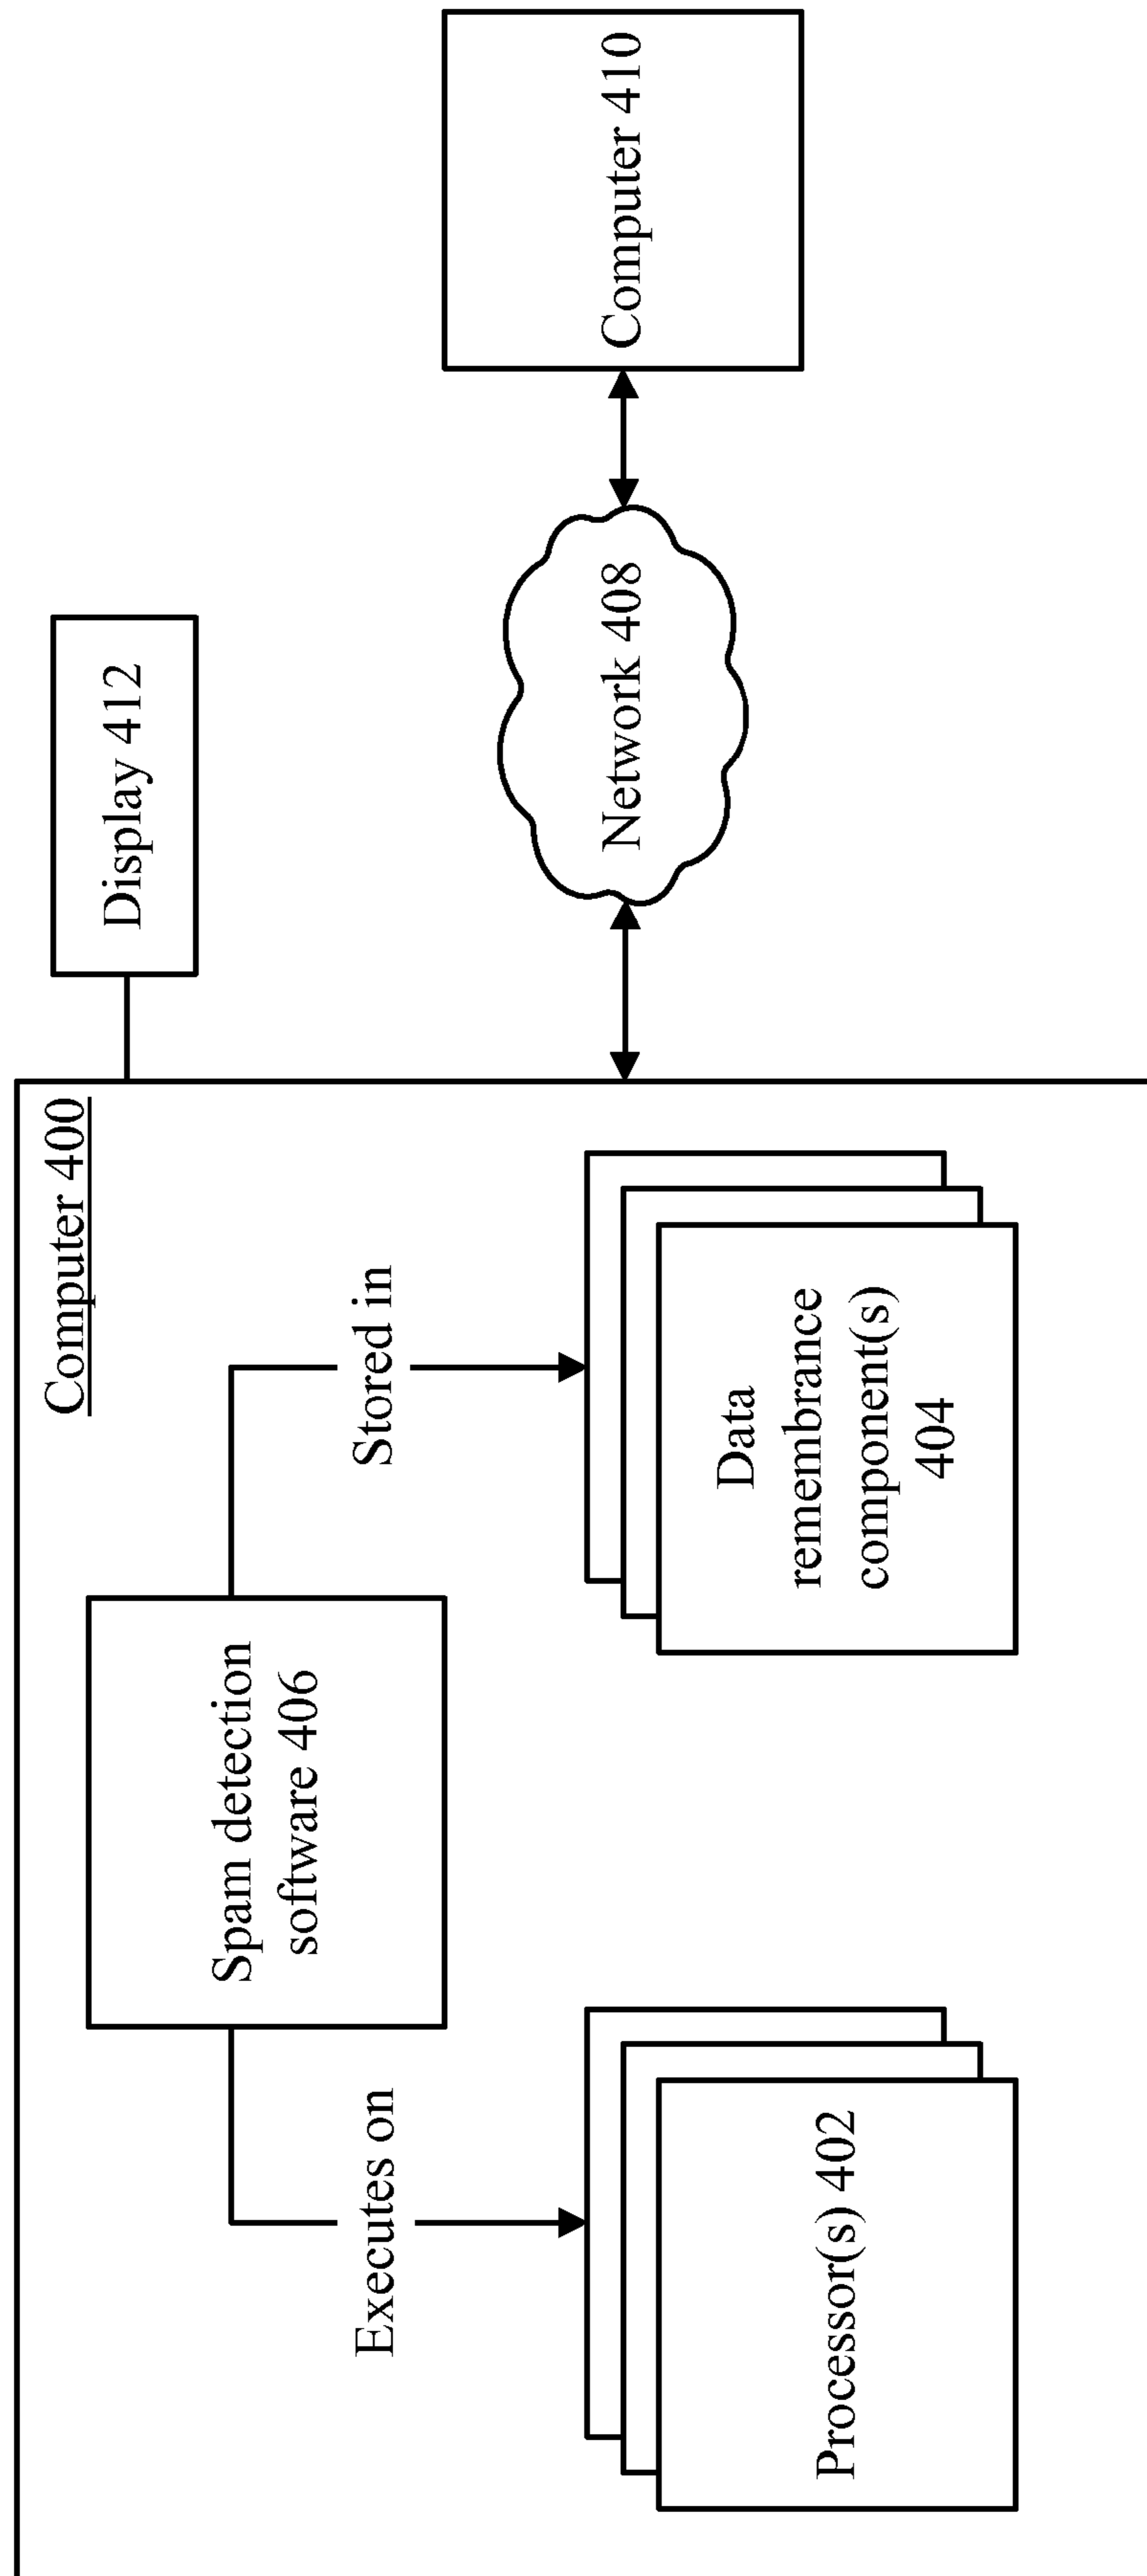 Computer 400
Display 412
Spam detection
software 406
Executes on
Stored in
Network 408
Computer 410
Processor(s) 402
Data
remembrance
component(s)
404